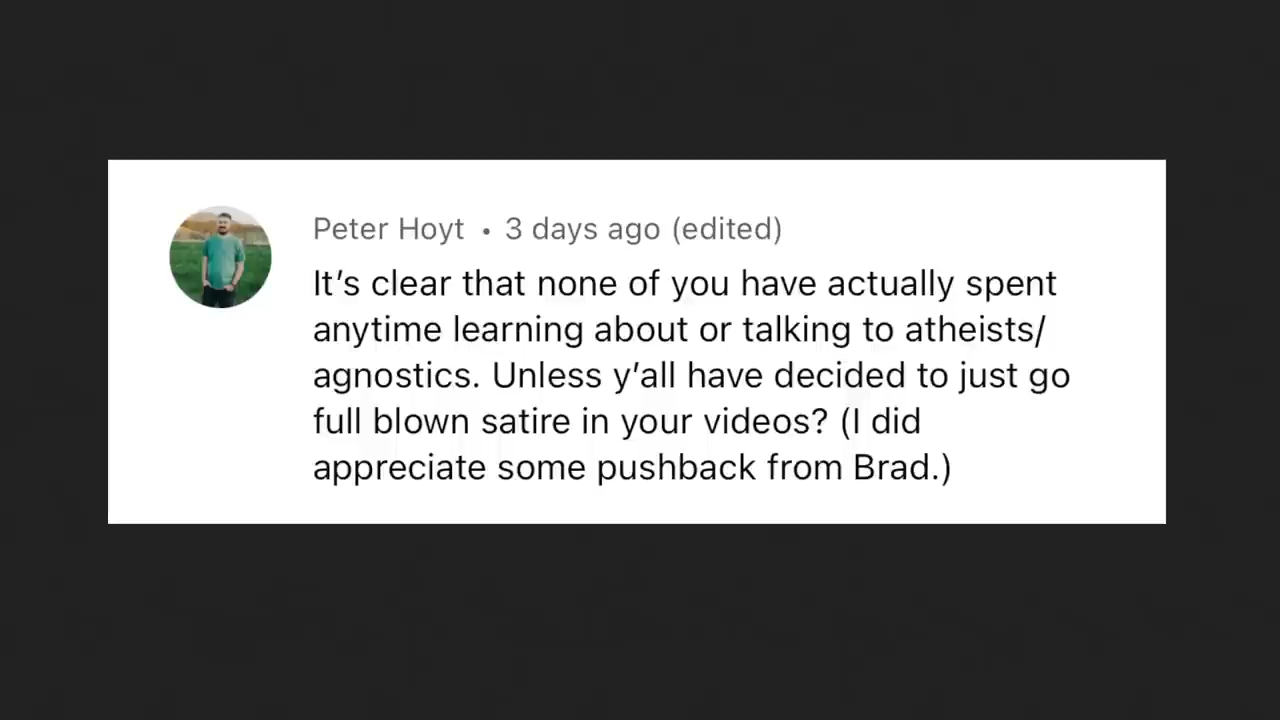 Peter Hoyt • 3 days ago (edited)
It’s clear that none of you have actually spent
anytime learning about or talking to atheists/
agnostics. Unless y’all have decided to just go
full blown satire in your videos? (I did
appreciate some pushback from Brad.)